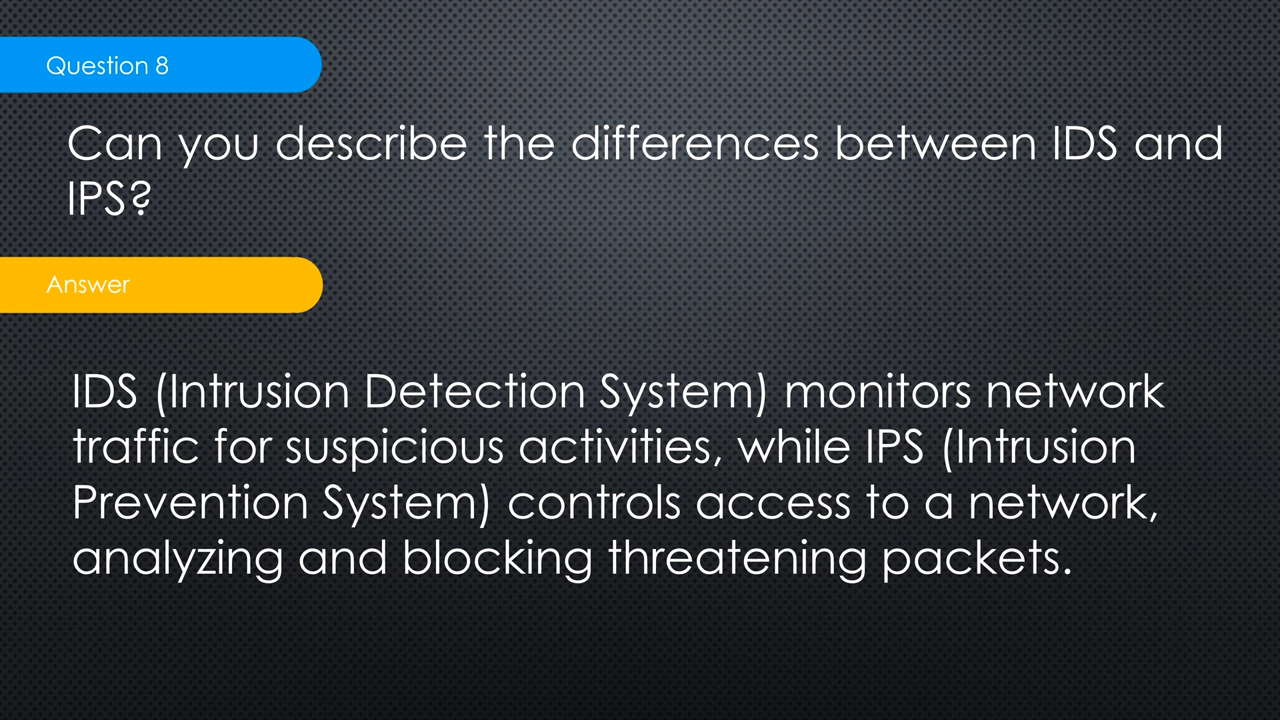 Question 8
Can you describe the differences between IDS and
IPS?
Answer
IDS (Intrusion Detection System) monitors network
traffic for suspicious activities, while IPS (Intrusion
Prevention System) controls access to a network,
analyzing and blocking threatening packets.